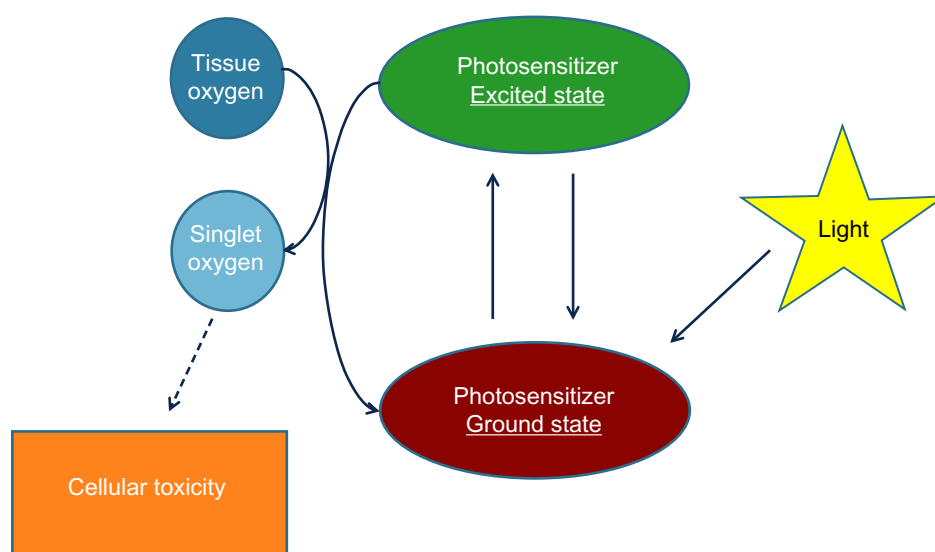 Tissue
oxygen
Photosensitizer
Excited state
Singlet
oxygen
Light
Photosensitizer
Ground state
Cellular toxicity